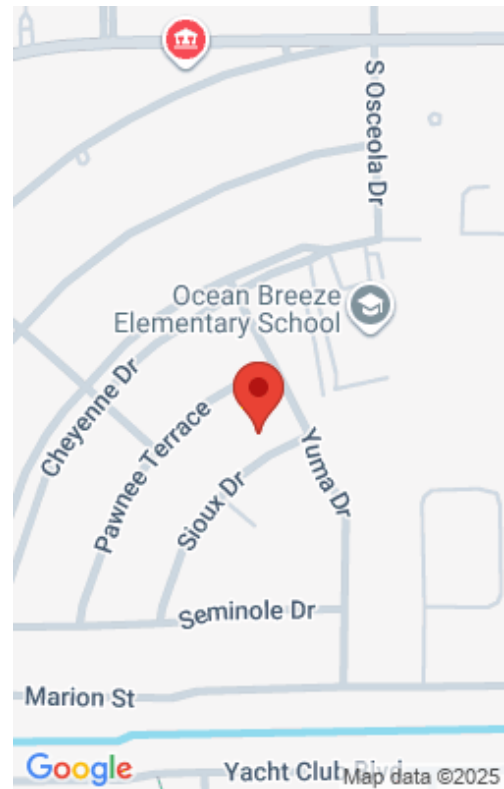 S Osceola Dr
Ocean Breeze
Elementary School
Cheyenne Dr
Pawnee Terrace
Sioux Dr
Yuma Dr
Seminole Dr
Marion St
Yacht Club Blvd
Google
Map data ©2025